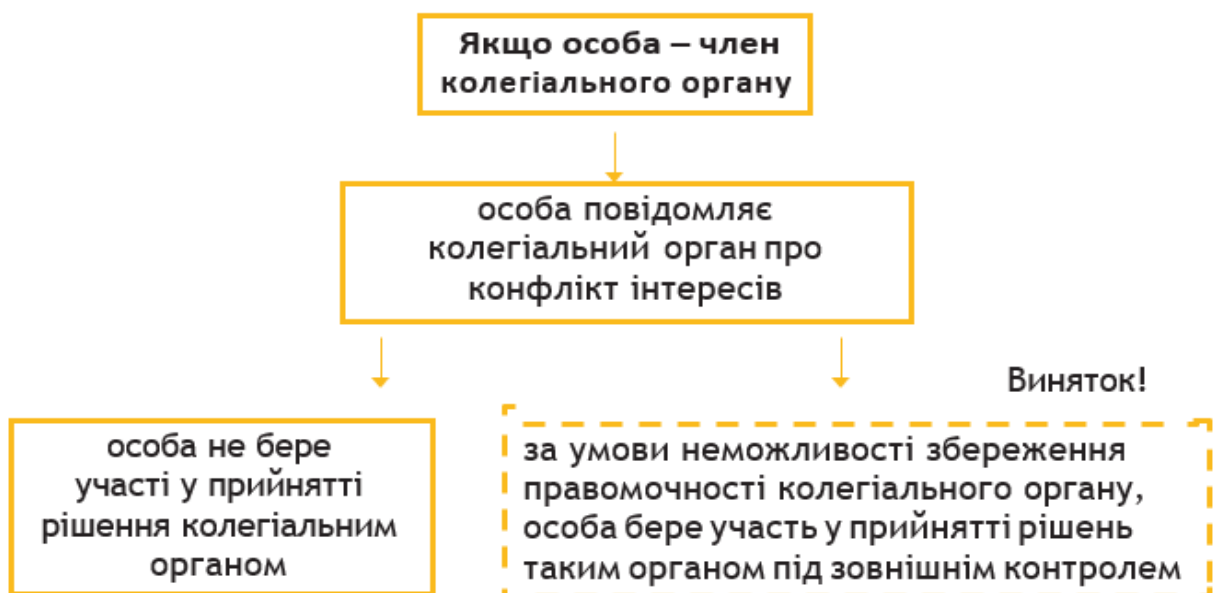 Якщо особа – член
колегіального органу
особа повідомляє
колегіальний орган про
конфлікт інтересів
Виняток!
особа не бере
участі у прийнятті
рішення колегіальним
органом
за умови неможливості збереження
правомочності колегіального органу,
особа бере участь у прийнятті рішень
таким органом під зовнішнім контролем